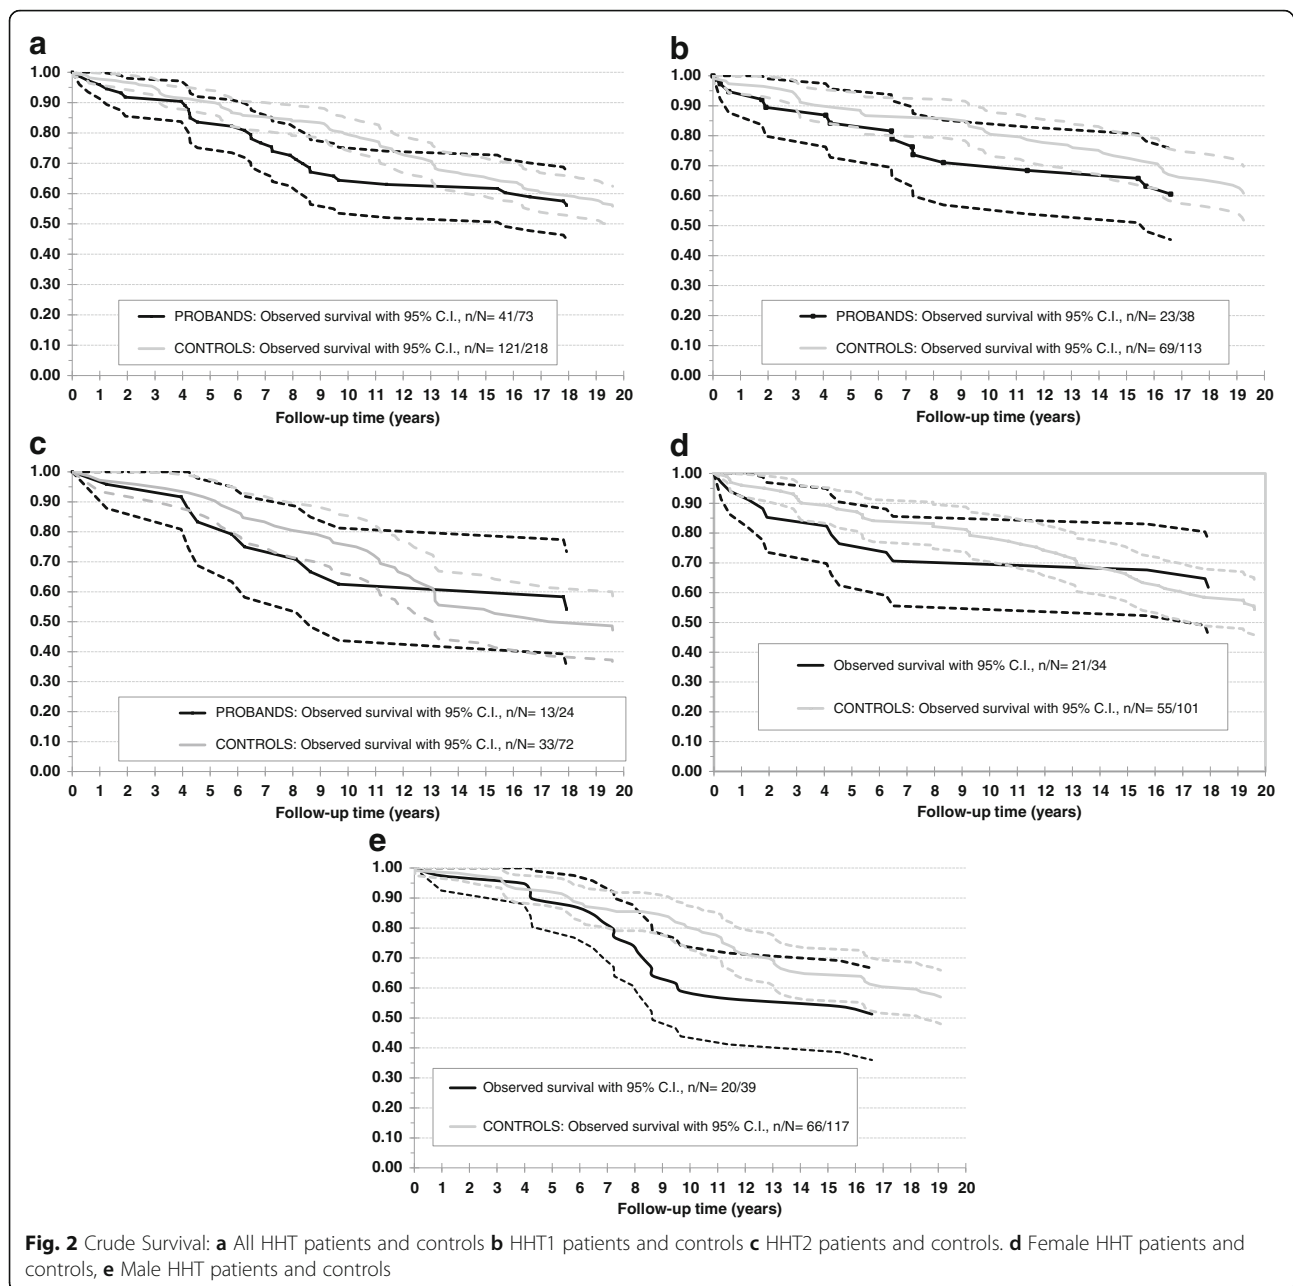 a
1.00
0.90
0.80
0.70
0.60
0.50
0.40
0.30
0.20
0.10
0.00
PROBANDS: Observed survival with 95% C.I., n/N= 41/73
CONTROLS: Observed survival with 95% C.I., n/N= 121/218
0 1 2 3 4 5 6 7 8 9 10 11 12 13 14 15 16 17 18 19 20
Follow-up time (years)
b
1.00
0.90
0.80
0.70
0.60
0.50
0.40
0.30
0.20
0.10
0.00
PROBANDS: Observed survival with 95% C.I., n/N= 23/38
CONTROLS: Observed survival with 95% C.I., n/N= 69/113
0 1 2 3 4 5 6 7 8 9 10 11 12 13 14 15 16 17 18 19 20
Follow-up time (years)
c
1.00
0.90
0.80
0.70
0.60
0.50
0.40
0.30
0.20
0.10
0.00
PROBANDS: Observed survival with 95% C.I., n/N= 13/24
CONTROLS: Observed survival with 95% C.I., n/N= 33/72
0 1 2 3 4 5 6 7 8 9 10 11 12 13 14 15 16 17 18 19 20
Follow-up time (years)
d
1.00
0.90
0.80
0.70
0.60
0.50
0.40
0.30
0.20
0.10
0.00
Observed survival with 95% C.I., n/N= 21/34
CONTROLS: Observed survival with 95% C.I., n/N= 55/101
0 1 2 3 4 5 6 7 8 9 10 11 12 13 14 15 16 17 18 19 20
Follow-up time (years)
e
1.00
0.90
0.80
0.70
0.60
0.50
0.40
0.30
0.20
0.10
0.00
Observed survival with 95% C.I., n/N= 20/39
CONTROLS: Observed survival with 95% C.I., n/N= 66/117
0 1 2 3 4 5 6 7 8 9 10 11 12 13 14 15 16 17 18 19 20
Follow-up time (years)
Fig. 2 Crude Survival: a All HHT patients and controls b HHT1 patients and controls c HHT2 patients and controls. d Female HHT patients and
controls, e Male HHT patients and controls